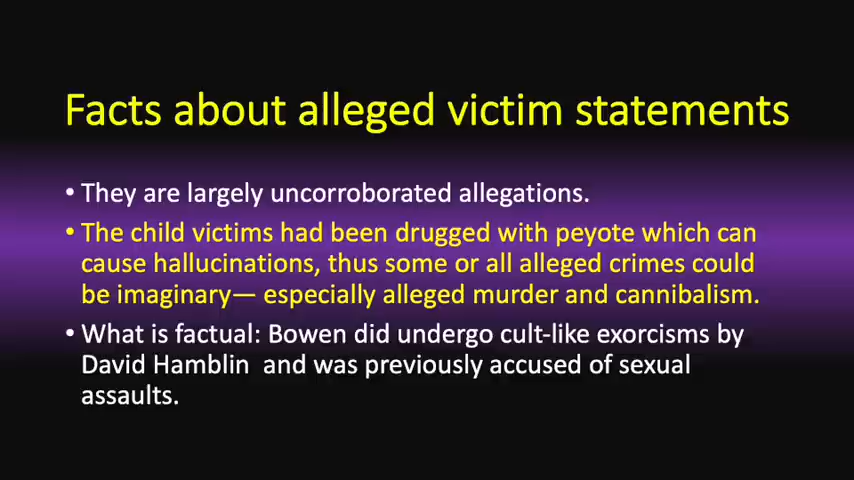 Facts about alleged victim statements
• They are largely uncorroborated allegations.
• The child victims had been drugged with peyote which can
cause hallucinations, thus some or all alleged crimes could
be imaginary— especially alleged murder and cannibalism.
• What is factual: Bowen did undergo cult-like exorcisms by
David Hamblin  and was previously accused of sexual
assaults.